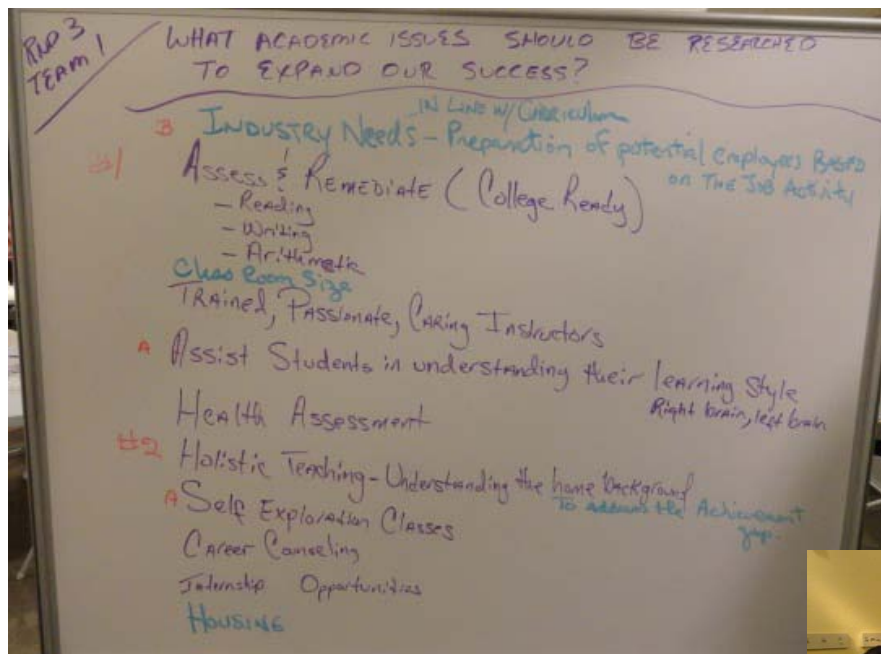 RND 3
TEAM 1
WHAT ACADEMIC ISSUES SHOULD BE RESEARCHED
TO EXPAND OUR SUCCESS?
IN LINE W/ CURRICULUM
B INDUSTRY Needs - Preparation of potential employees BASED
on THE JOB Activity
#1 Assess & REMEDIATE (College Ready)
- Reading
- Writing
- Arithmetic
Class Room Size
TRAined, PASSIONATE, CARing Instructors
A Assist Students in understanding their learning Style
Right brain, left brain
HEALTH Assessment
#2 Holistic TEACHing - Understanding the home background
To address the Achievement
gap.
A Self Exploration Classes
CAREER Counseling
Internship Opportunities
HOUSING